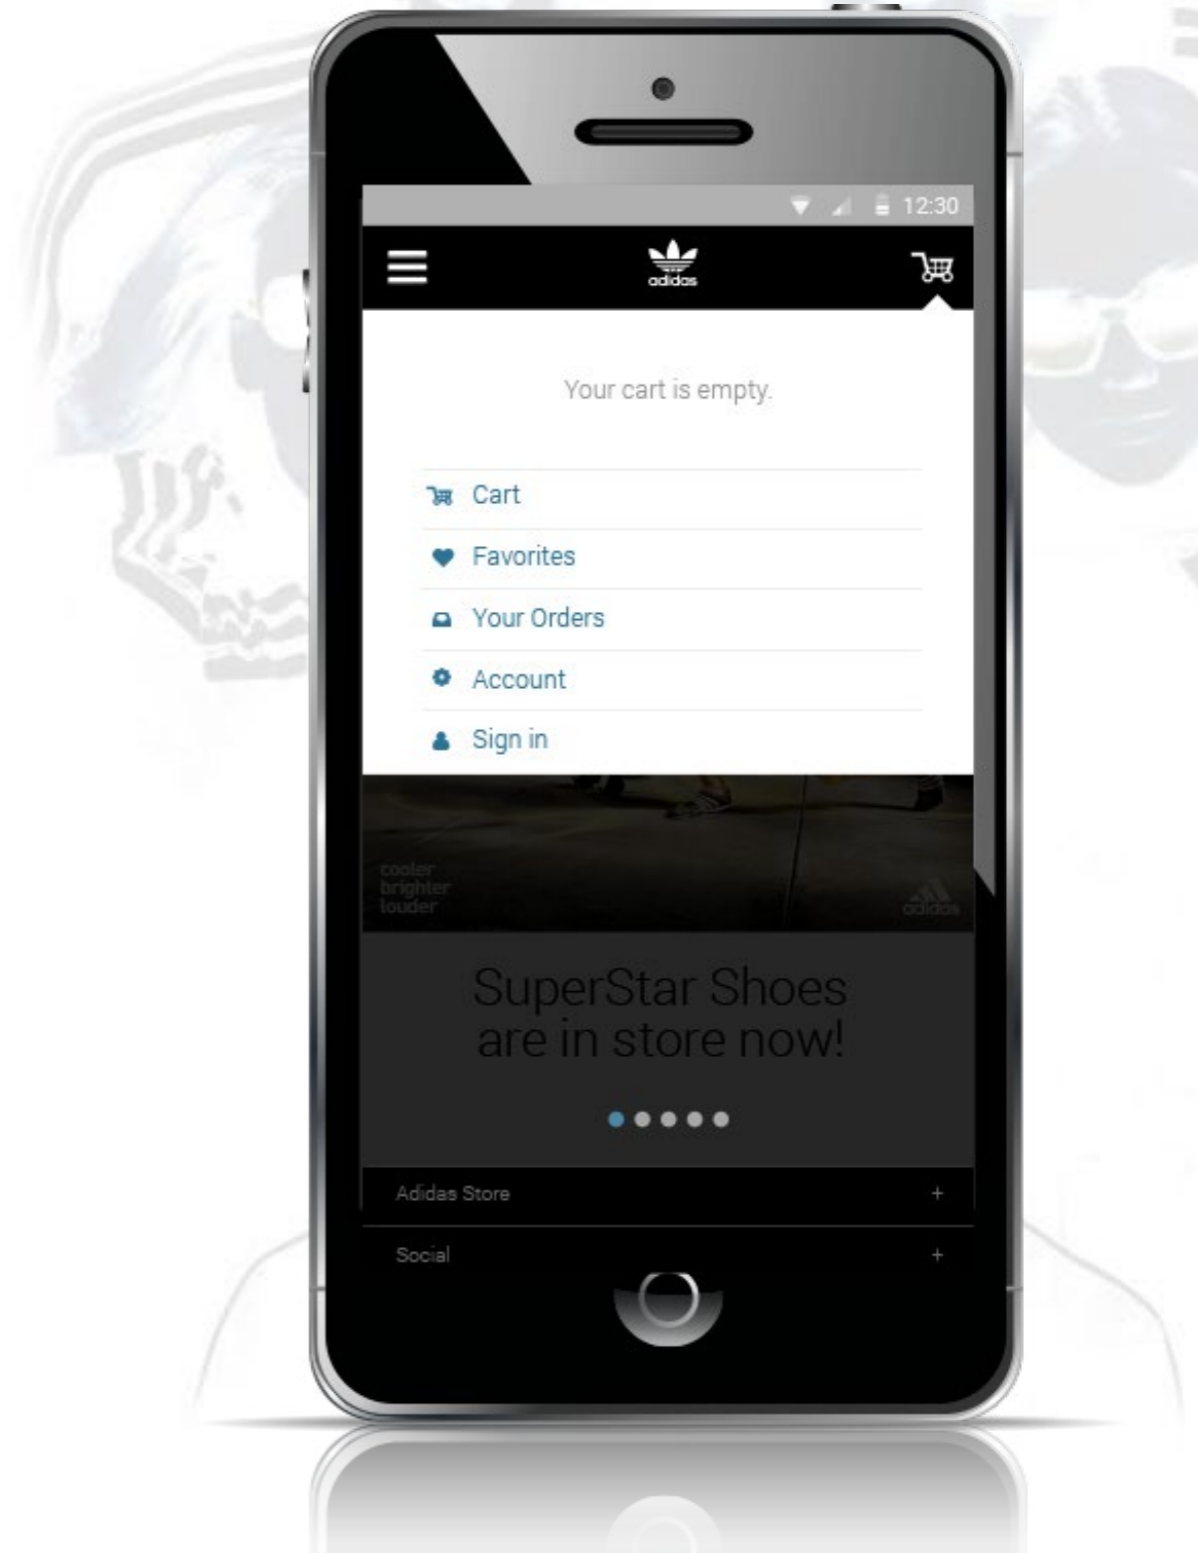 12:30
adidas
Your cart is empty.
Cart
Favorites
Your Orders
Account
Sign in
cooler
brighter
louder
adidas
SuperStar Shoes
are in store now!
Adidas Store +
Social +